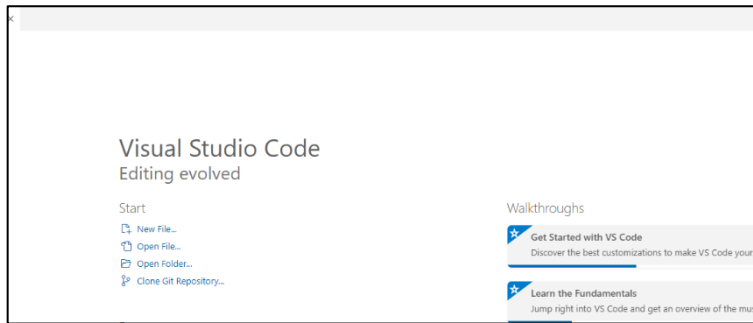 Visual Studio Code
Editing evolved
Start
New File...
Open File...
Open Folder...
Clone Git Repository...
Walkthroughs
Get Started with VS Code
Discover the best customizations to make VS Code your
Learn the Fundamentals
Jump right into VS Code and get an overview of the